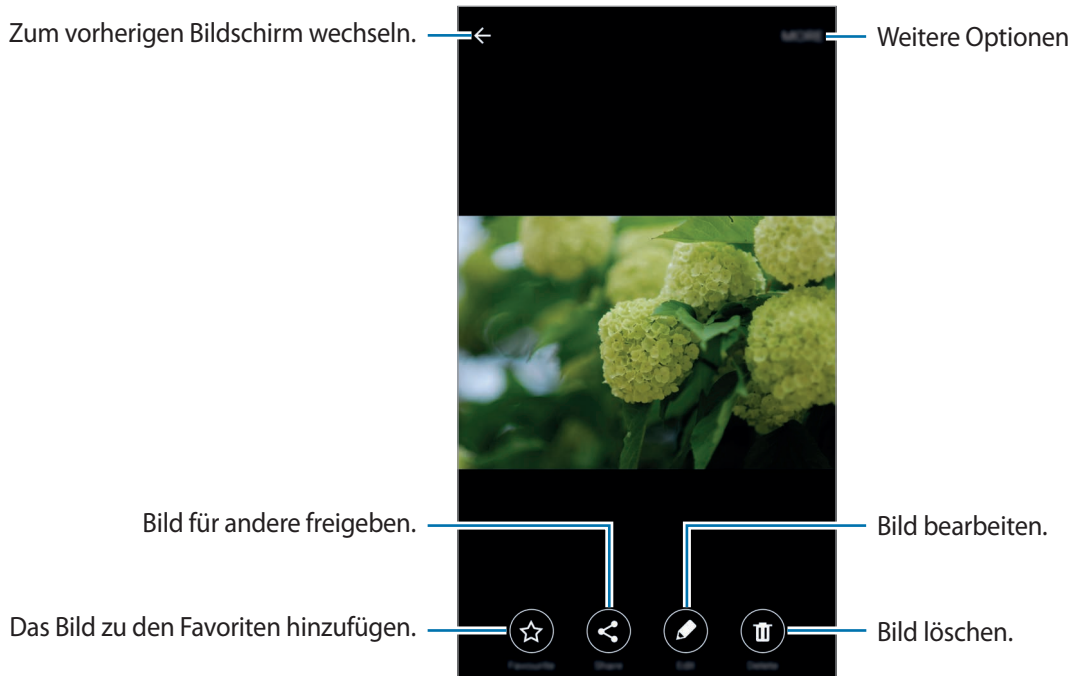 Zum vorherigen Bildschirm wechseln.
MORE
Weitere Optionen
Bild für andere freigeben.
Bild bearbeiten.
Das Bild zu den Favoriten hinzufügen.
Bild löschen.
Favourite
Share
Edit
Delete